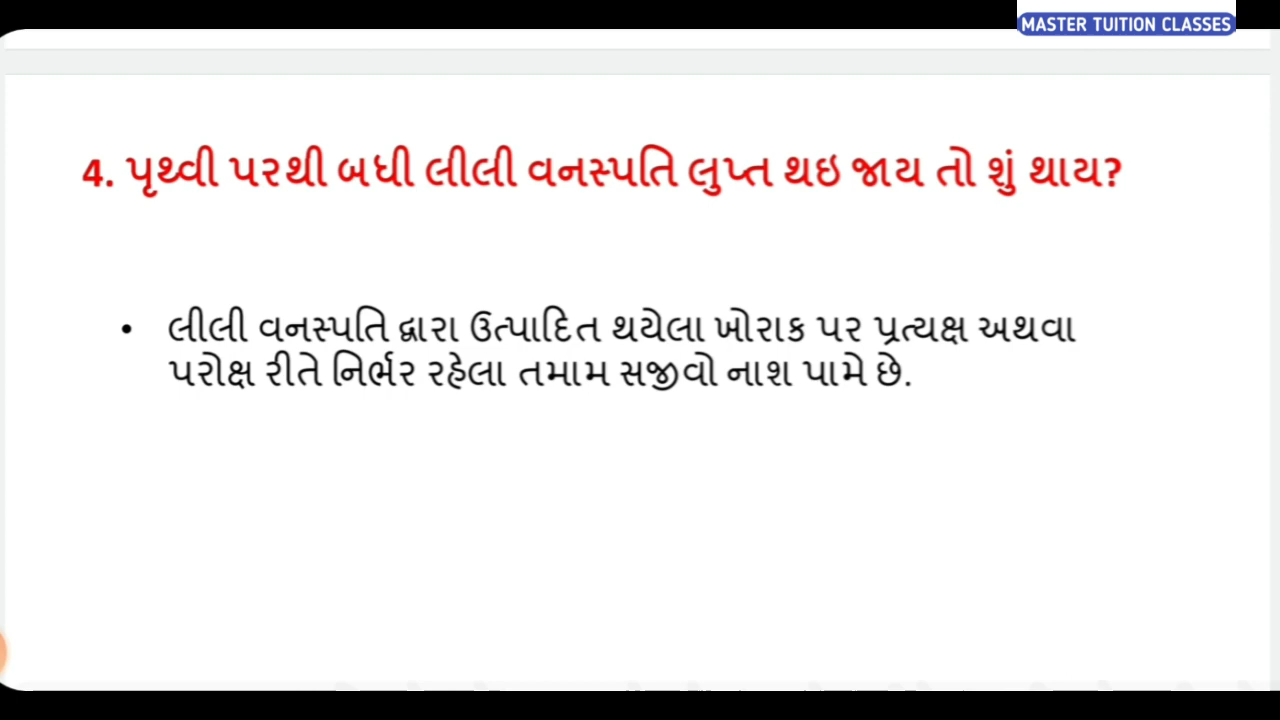 MASTER TUITION CLASSES
4. પૃથ્વી પરથી બધી લીલી વનસ્પતિ લુપ્ત થઇ જાય તો શું થાય?
• લીલી વનસ્પતિ દ્વારા ઉત્પાદિત થયેલા ખોરાક પર પ્રત્યક્ષ અથવા
પરોક્ષ રીતે નિર્ભર રહેલા તમામ સજીવો નાશ પામે છે.